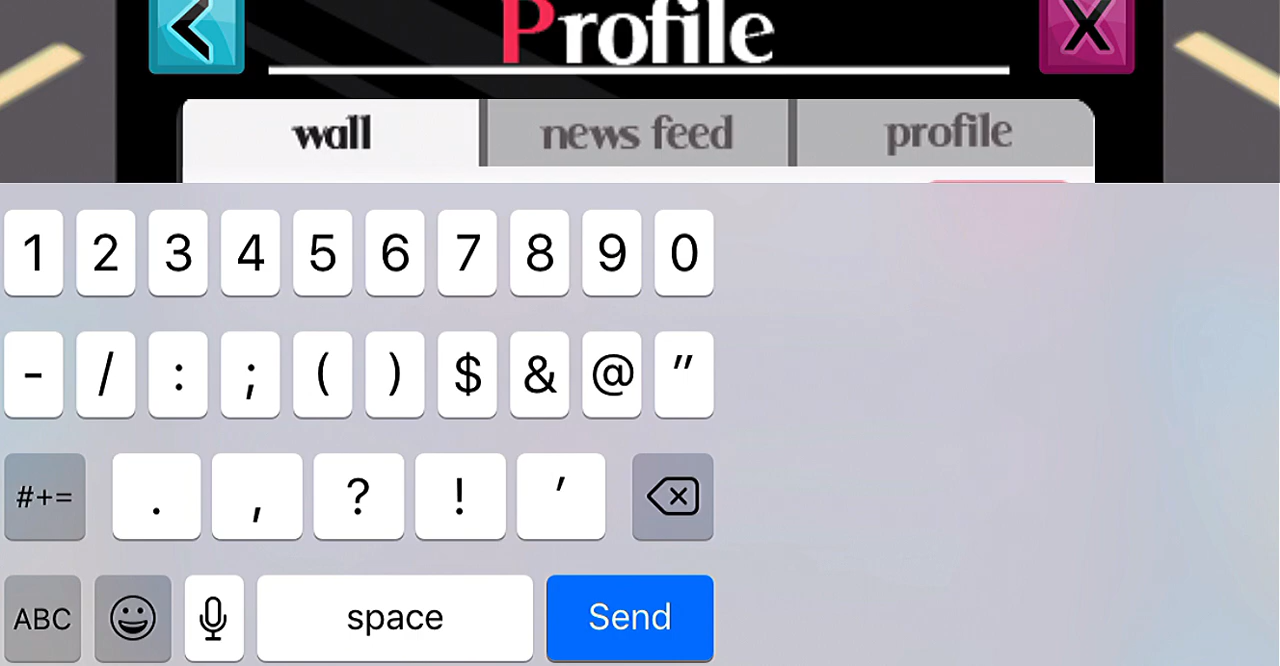 Profile
X
wall news feed profile
1 2 3 4 5 6 7 8 9 0
- / : ; ( ) $ & @ "
#+= . , ? ! '
ABC space Send